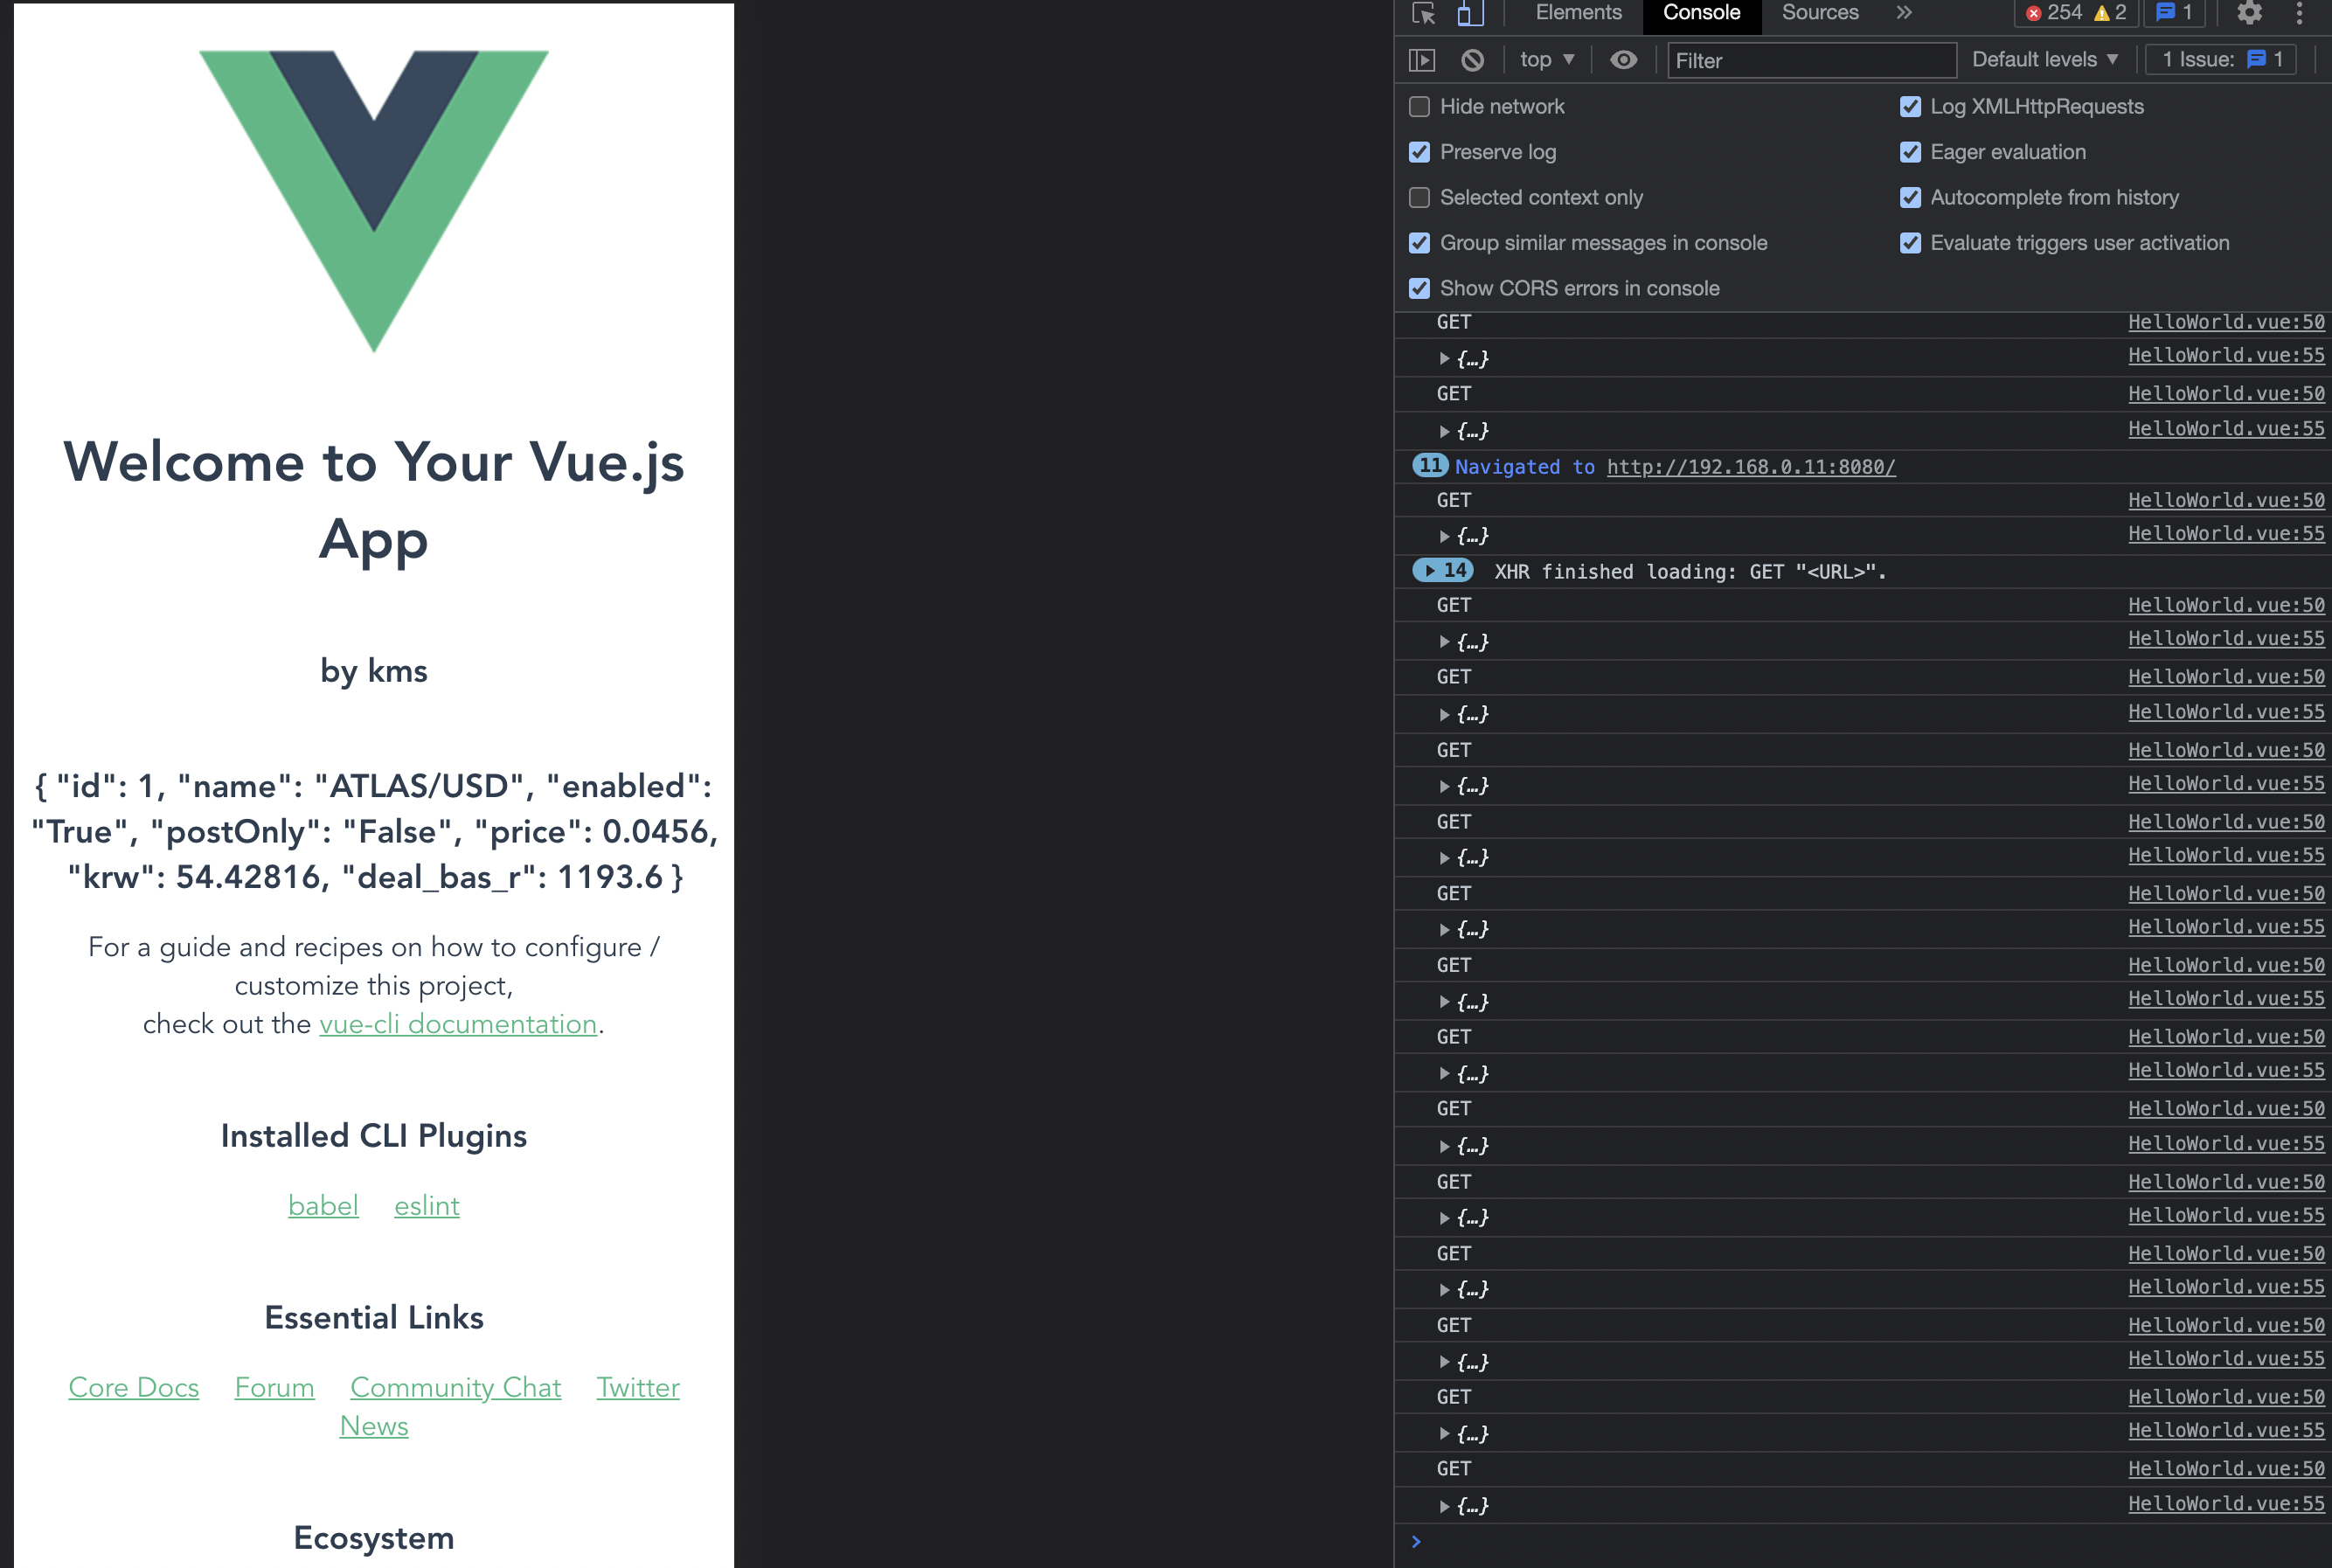 Welcome to Your Vue.js
App
by kms
{ "id": 1, "name": "ATLAS/USD", "enabled":
"True", "postOnly": "False", "price": 0.0456,
"krw": 54.42816, "deal_bas_r": 1193.6 }
For a guide and recipes on how to configure /
customize this project,
check out the vue-cli documentation.
Installed CLI Plugins
babel eslint
Essential Links
Core Docs Forum Community Chat Twitter
News
Ecosystem
Elements Console Sources 254 2 1
top Filter Default levels 1 Issue: 1
Hide network Log XMLHttpRequests
Preserve log Eager evaluation
Selected context only Autocomplete from history
Group similar messages in console Evaluate triggers user activation
Show CORS errors in console
GET HelloWorld.vue:50
{…} HelloWorld.vue:55
GET HelloWorld.vue:50
{…} HelloWorld.vue:55
11 Navigated to http://192.168.0.11:8080/
GET HelloWorld.vue:50
{…} HelloWorld.vue:55
14 XHR finished loading: GET "<URL>".
GET HelloWorld.vue:50
{…} HelloWorld.vue:55
GET HelloWorld.vue:50
{…} HelloWorld.vue:55
GET HelloWorld.vue:50
{…} HelloWorld.vue:55
GET HelloWorld.vue:50
{…} HelloWorld.vue:55
GET HelloWorld.vue:50
{…} HelloWorld.vue:55
GET HelloWorld.vue:50
{…} HelloWorld.vue:55
GET HelloWorld.vue:50
{…} HelloWorld.vue:55
GET HelloWorld.vue:50
{…} HelloWorld.vue:55
GET HelloWorld.vue:50
{…} HelloWorld.vue:55
GET HelloWorld.vue:50
{…} HelloWorld.vue:55
GET HelloWorld.vue:50
{…} HelloWorld.vue:55
GET HelloWorld.vue:50
{…} HelloWorld.vue:55
GET HelloWorld.vue:50
{…} HelloWorld.vue:55